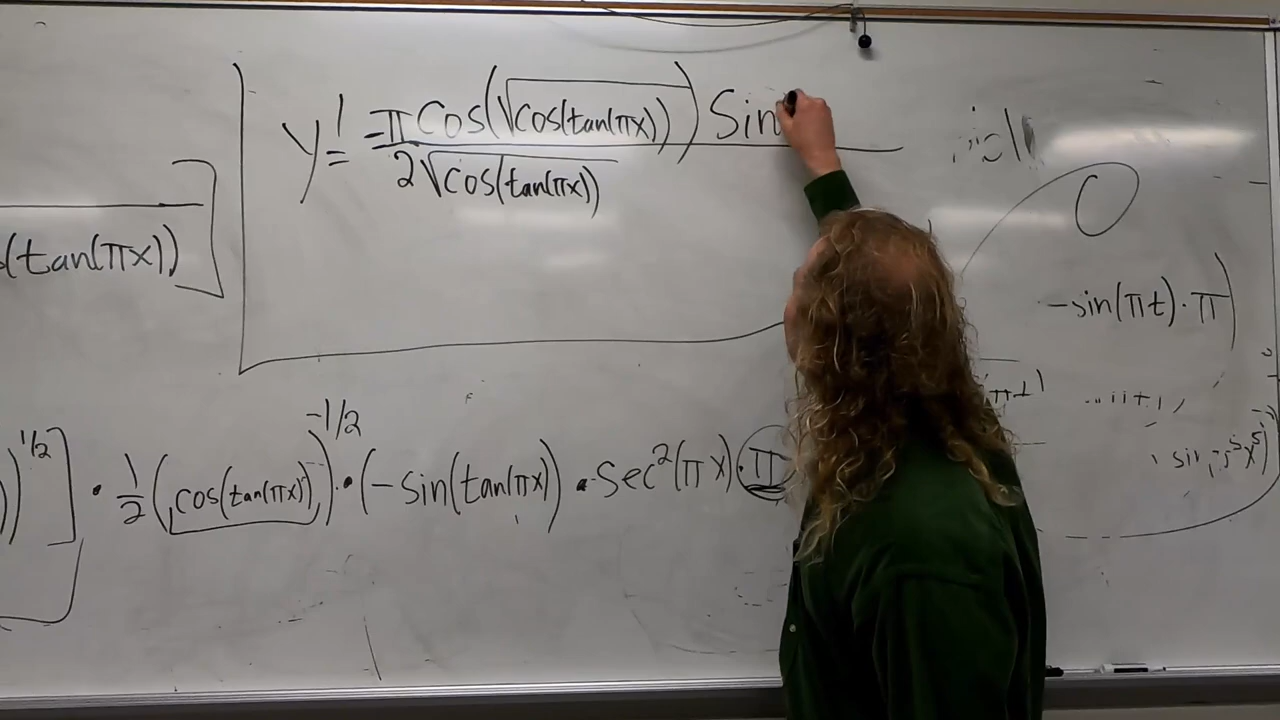 y' = -π cos(√cos(tan(πx))) Sin
2√cos(tan(πx))
(tan(πx))
-sin(πt)·π
)^1/2] · 1/2 (cos(tan(πx)))^-1/2 · (-sin(tan(πx)) · sec²(πx)·π